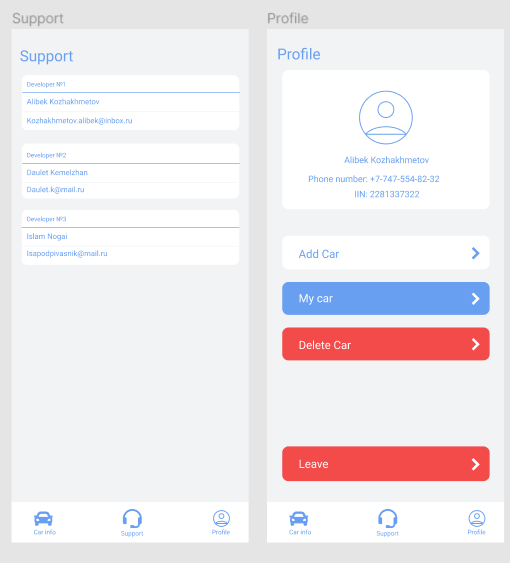 Support
Support
Developer №1
Alibek Kozhakhmetov
Kozhakhmetov.alibek@inbox.ru
Developer №2
Daulet Kemelzhan
Daulet.k@mail.ru
Developer №3
Islam Nogai
Isapodpivasnik@mail.ru
Car info
Support
Profile
Profile
Profile
Alibek Kozhakhmetov
Phone number: +7-747-554-82-32
IIN: 2281337322
Add Car
My car
Delete Car
Leave
Car info
Support
Profile